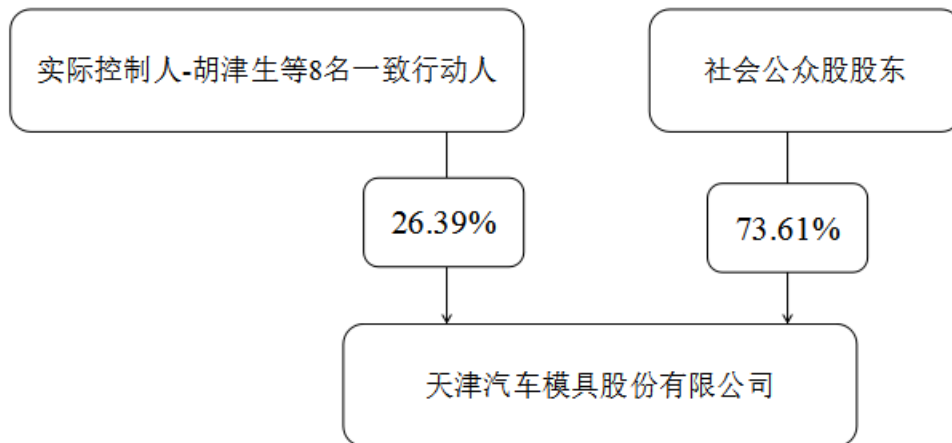 实际控制人-胡津生等8名一致行动人
社会公众股股东
26.39%
73.61%
天津汽车模具股份有限公司